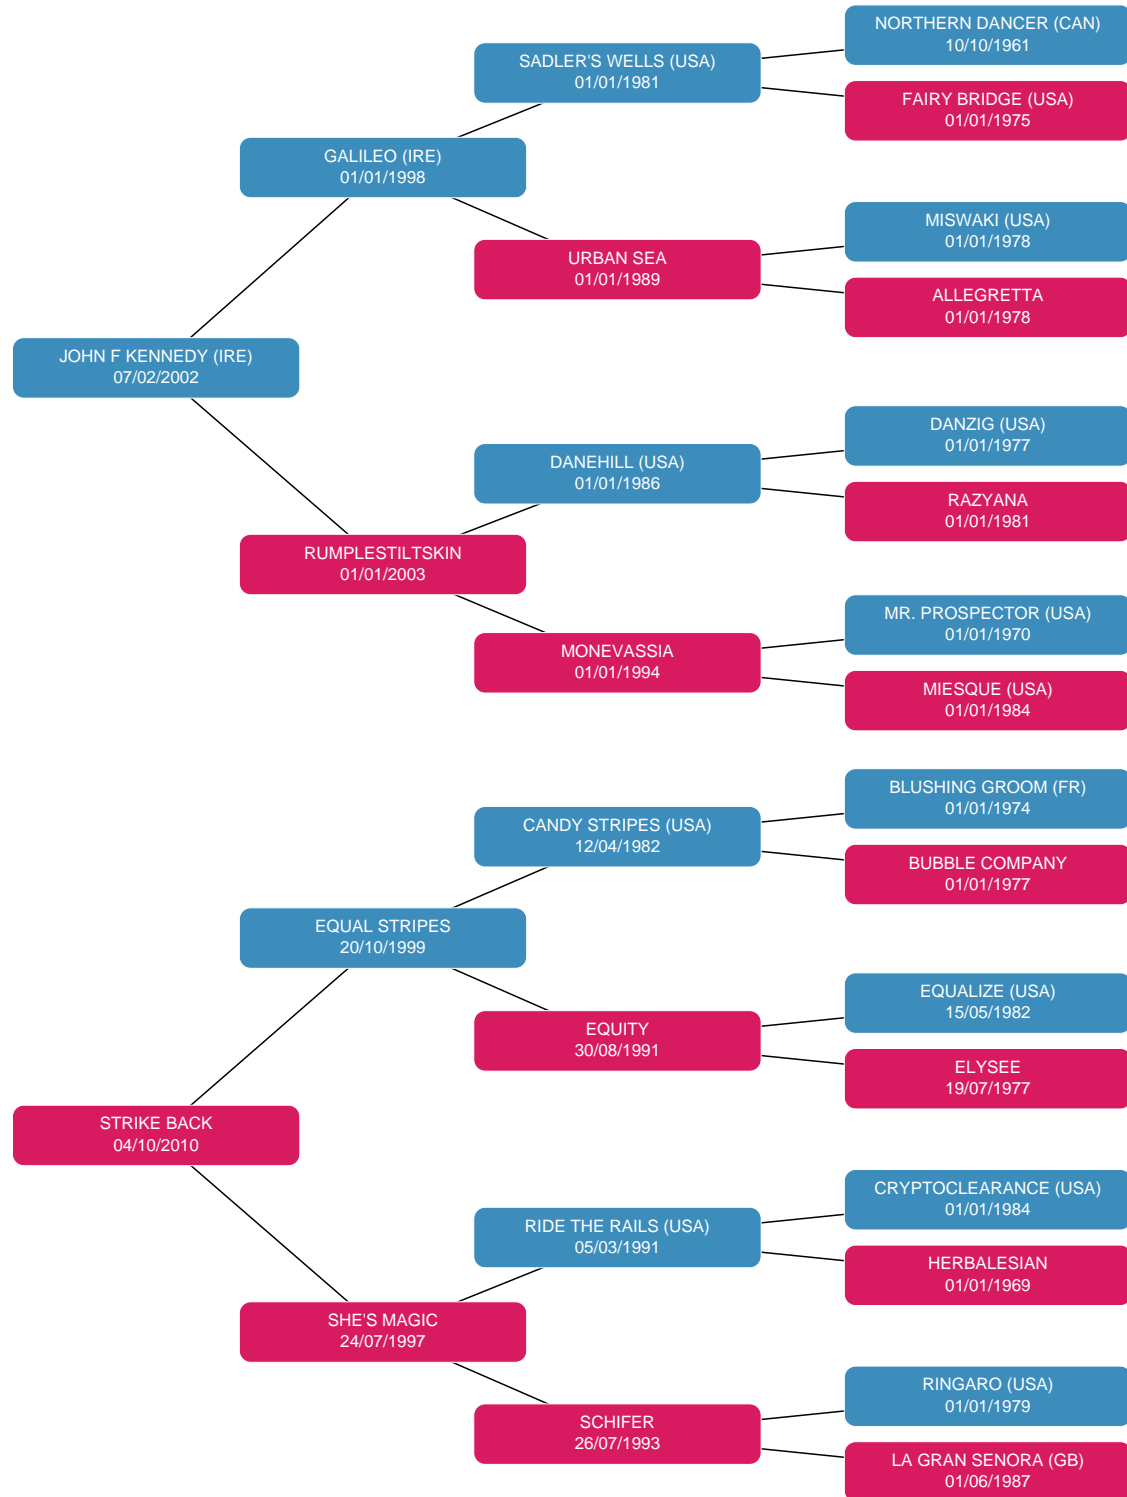 NORTHERN DANCER (CAN)
10/10/1961
SADLER'S WELLS (USA)
01/01/1981
FAIRY BRIDGE (USA)
01/01/1975
GALILEO (IRE)
01/01/1998
MISWAKI (USA)
01/01/1978
URBAN SEA
01/01/1989
ALLEGRETTA
01/01/1978
JOHN F KENNEDY (IRE)
07/02/2002
DANZIG (USA)
01/01/1977
DANEHILL (USA)
01/01/1986
RAZYANA
01/01/1981
RUMPLESTILTSKIN
01/01/2003
MR. PROSPECTOR (USA)
01/01/1970
MONEVASSIA
01/01/1994
MIESQUE (USA)
01/01/1984
BLUSHING GROOM (FR)
01/01/1974
CANDY STRIPES (USA)
12/04/1982
BUBBLE COMPANY
01/01/1977
EQUAL STRIPES
20/10/1999
EQUALIZE (USA)
15/05/1982
EQUITY
30/08/1991
ELYSEE
19/07/1977
STRIKE BACK
04/10/2010
CRYPTOCLEARANCE (USA)
01/01/1984
RIDE THE RAILS (USA)
05/03/1991
HERBALESIAN
01/01/1969
SHE'S MAGIC
24/07/1997
RINGARO (USA)
01/01/1979
SCHIFER
26/07/1993
LA GRAN SENORA (GB)
01/06/1987